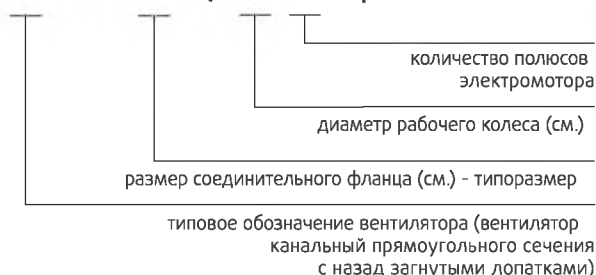 количество полюсов
электромотора
диаметр рабочего колеса (см.)
размер соединительного фланца (см.) - типоразмер
типовое обозначение вентилятора (вентилятор
канальный прямоугольного сечения
с назад загнутыми лопатками)